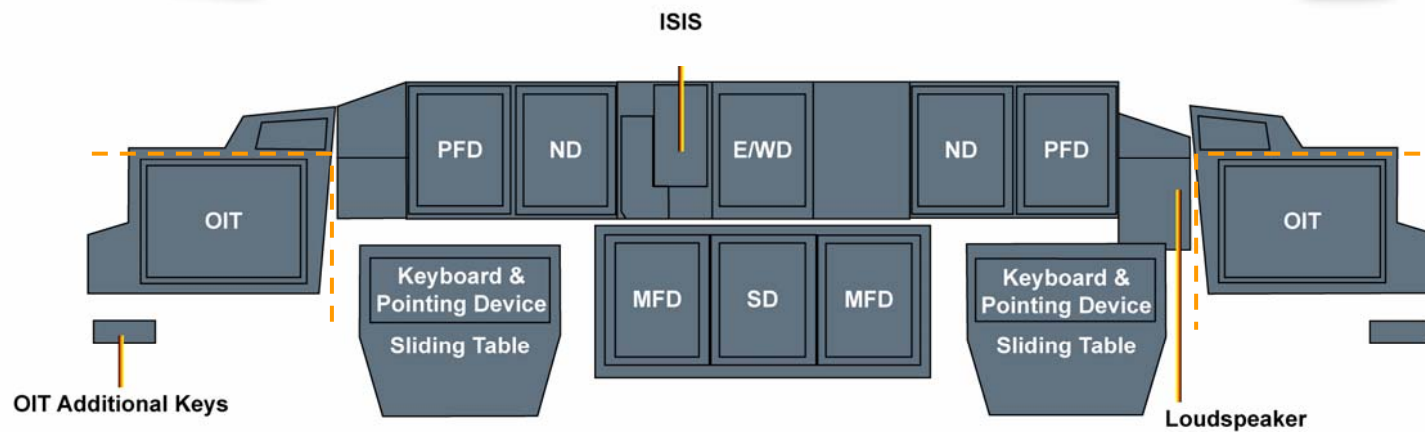 ISIS
PFD
ND
E/WD
ND
PFD
OIT
OIT
Keyboard &
Pointing Device
Sliding Table
MFD
SD
MFD
Keyboard &
Pointing Device
Sliding Table
OIT Additional Keys
Loudspeaker